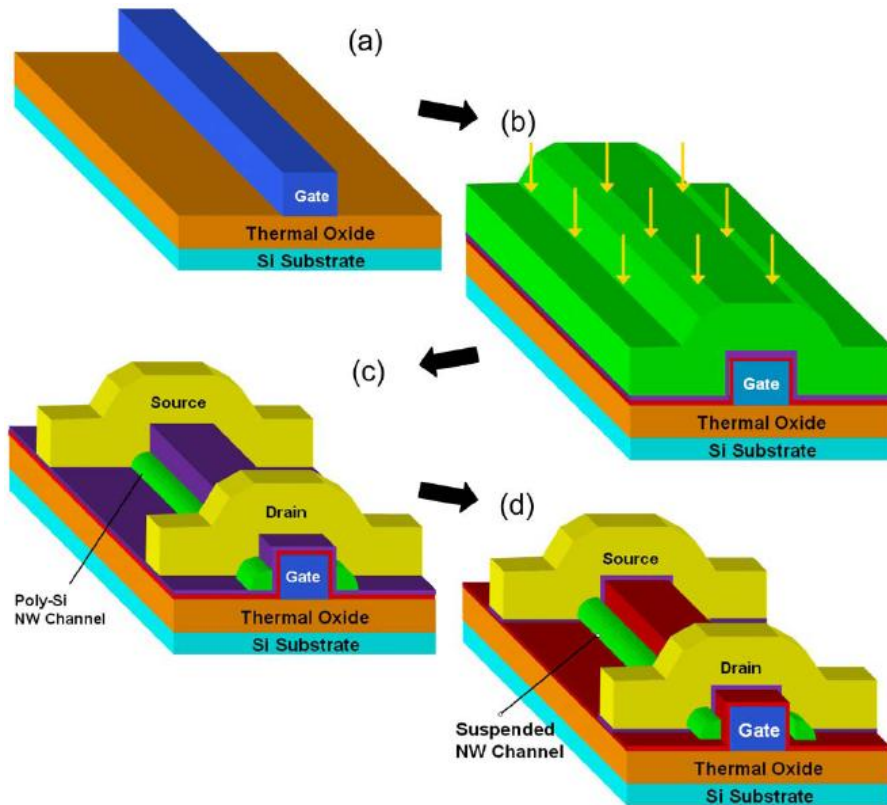 (a)
Gate
Thermal Oxide
Si Substrate
(b)
Gate
Thermal Oxide
Si Substrate
(c)
Source
Drain
Gate
Poly-Si
NW Channel
Thermal Oxide
Si Substrate
(d)
Source
Drain
Gate
Suspended
NW Channel
Thermal Oxide
Si Substrate